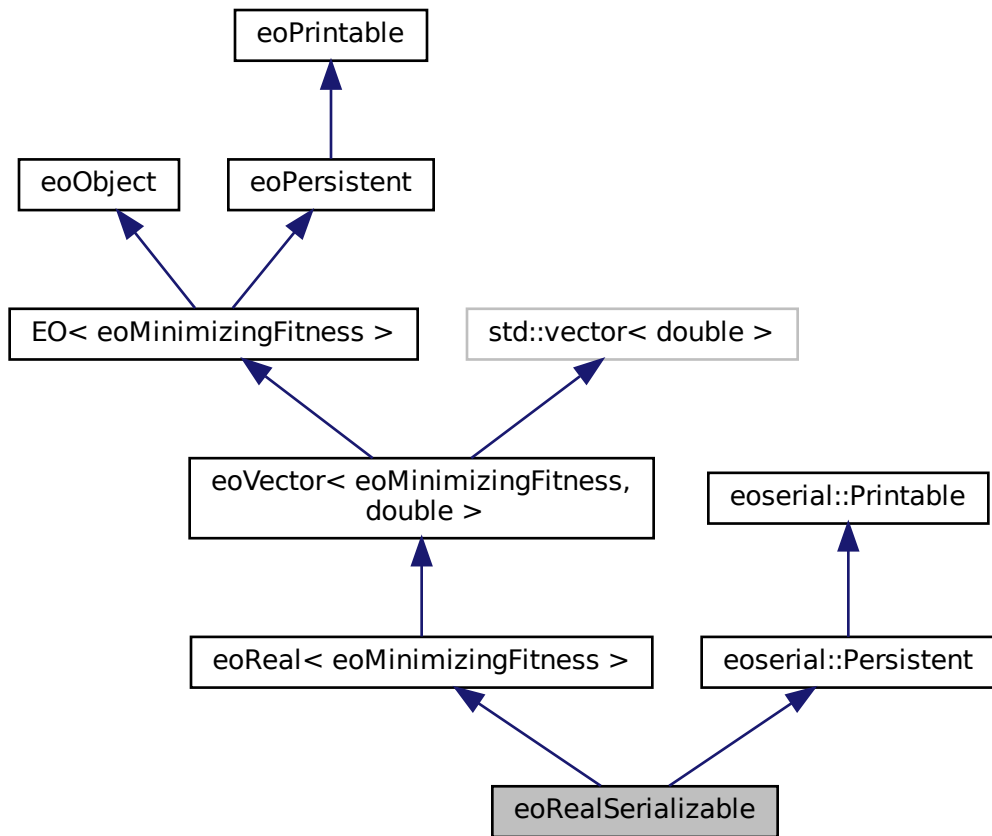 eoPrintable
eoObject
eoPersistent
EO< eoMinimizingFitness >
std::vector< double >
eoVector< eoMinimizingFitness,
double >
eoserial::Printable
eoReal< eoMinimizingFitness >
eoserial::Persistent
eoRealSerializable